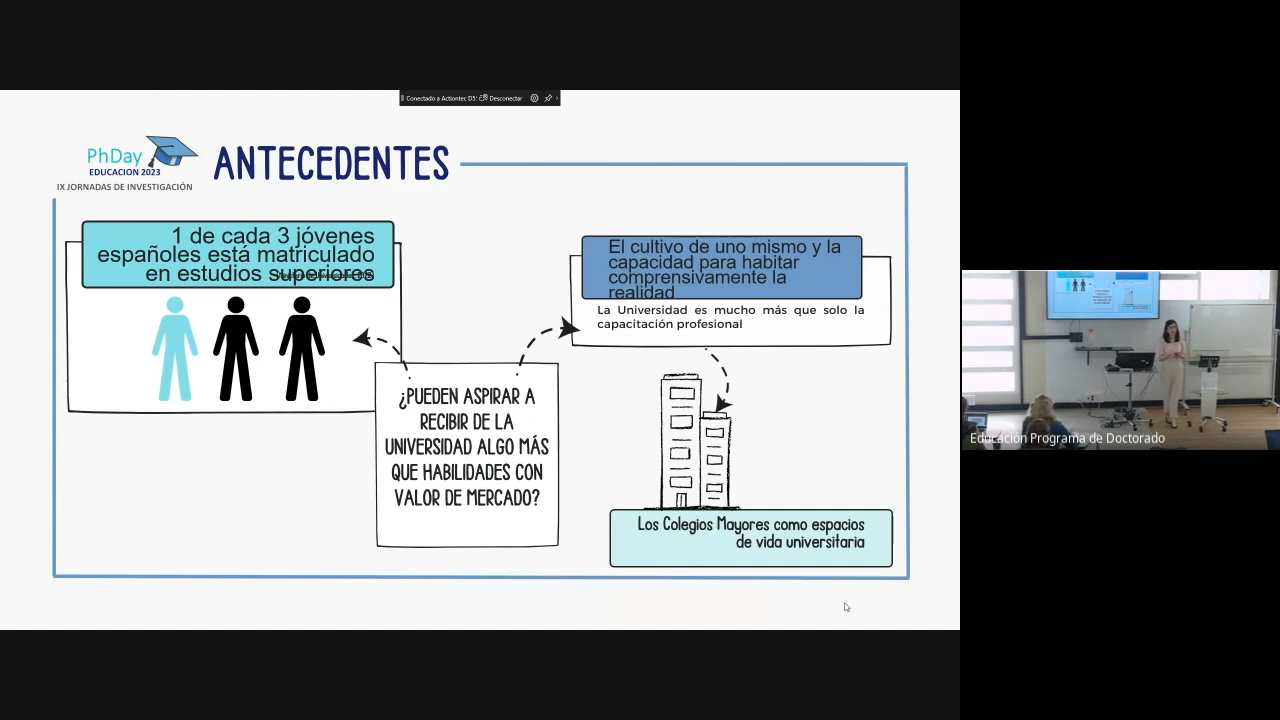 Conectado a Actiontec D5:
Desconectar
PhDay
EDUCACION 2023
IX JORNADAS DE INVESTIGACIÓN
ANTECEDENTES
1 de cada 3 jóvenes
españoles está matriculado
en estudios superiores
El cultivo de uno mismo y la
capacidad para habitar
comprensivamente la
realidad
La Universidad es mucho más que solo la
capacitación profesional
¿PUEDEN ASPIRAR A
RECIBIR DE LA
UNIVERSIDAD ALGO MÁS
QUE HABILIDADES CON
VALOR DE MERCADO?
Los Colegios Mayores como espacios
de vida universitaria
Educación Programa de Doctorado